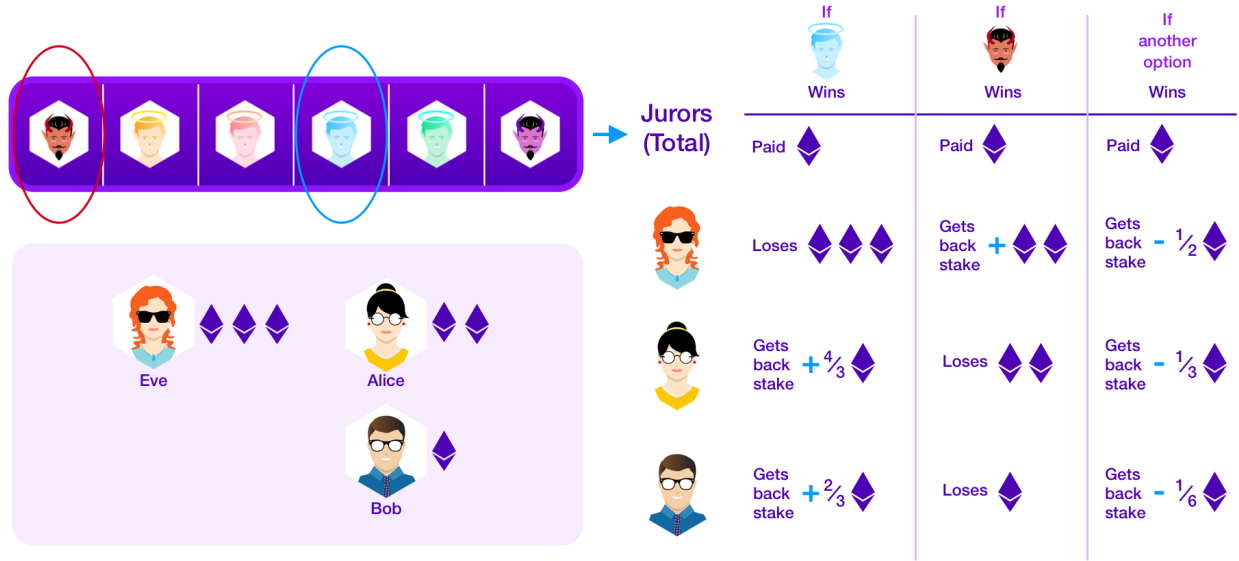 If
Wins
If
Wins
If
another
option
Wins
Jurors
(Total)
Paid
Paid
Paid
Loses
Gets
back
stake
+
Gets
back
stake
- 1/2
Eve
Alice
Gets
back
stake
+ 4/3
Loses
Gets
back
stake
- 1/3
Bob
Gets
back
stake
+ 2/3
Loses
Gets
back
stake
- 1/6